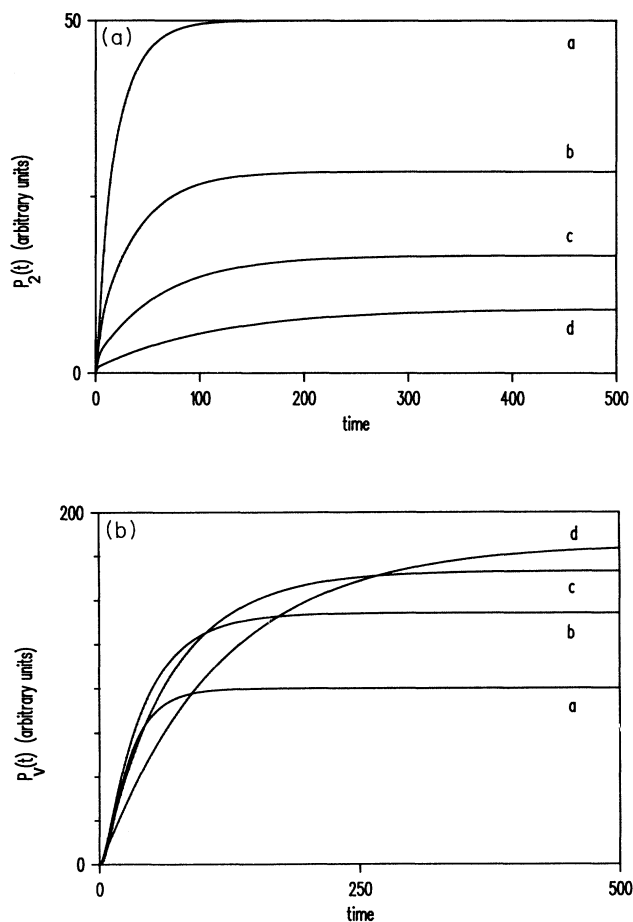 50
(a)
a
b
c
d
P2(t) (arbitrary units)
0
0 100 200 300 400 500
time
200
(b)
d
c
b
a
Pv(t) (arbitrary units)
0
0 250 500
time